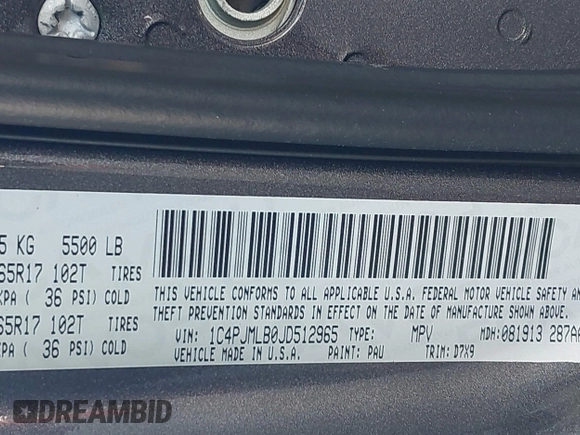 5 KG 5500 LB
65R17 102T TIRES
KPA ( 36 PSI) COLD
65R17 102T TIRES
KPA ( 36 PSI) COLD
THIS VEHICLE CONFORMS TO ALL APPLICABLE U.S.A. FEDERAL MOTOR VEHICLE SAFETY AN
THEFT PREVENTION STANDARDS IN EFFECT ON THE DATE OF MANUFACTURE SHOWN ABOVE.
VIN: 1C4PJMLB0JD512965 TYPE: MPV MDH: 081913 287A
VEHICLE MADE IN U.S.A. PAINT: PAU TRIM: D7X9
DREAMBID